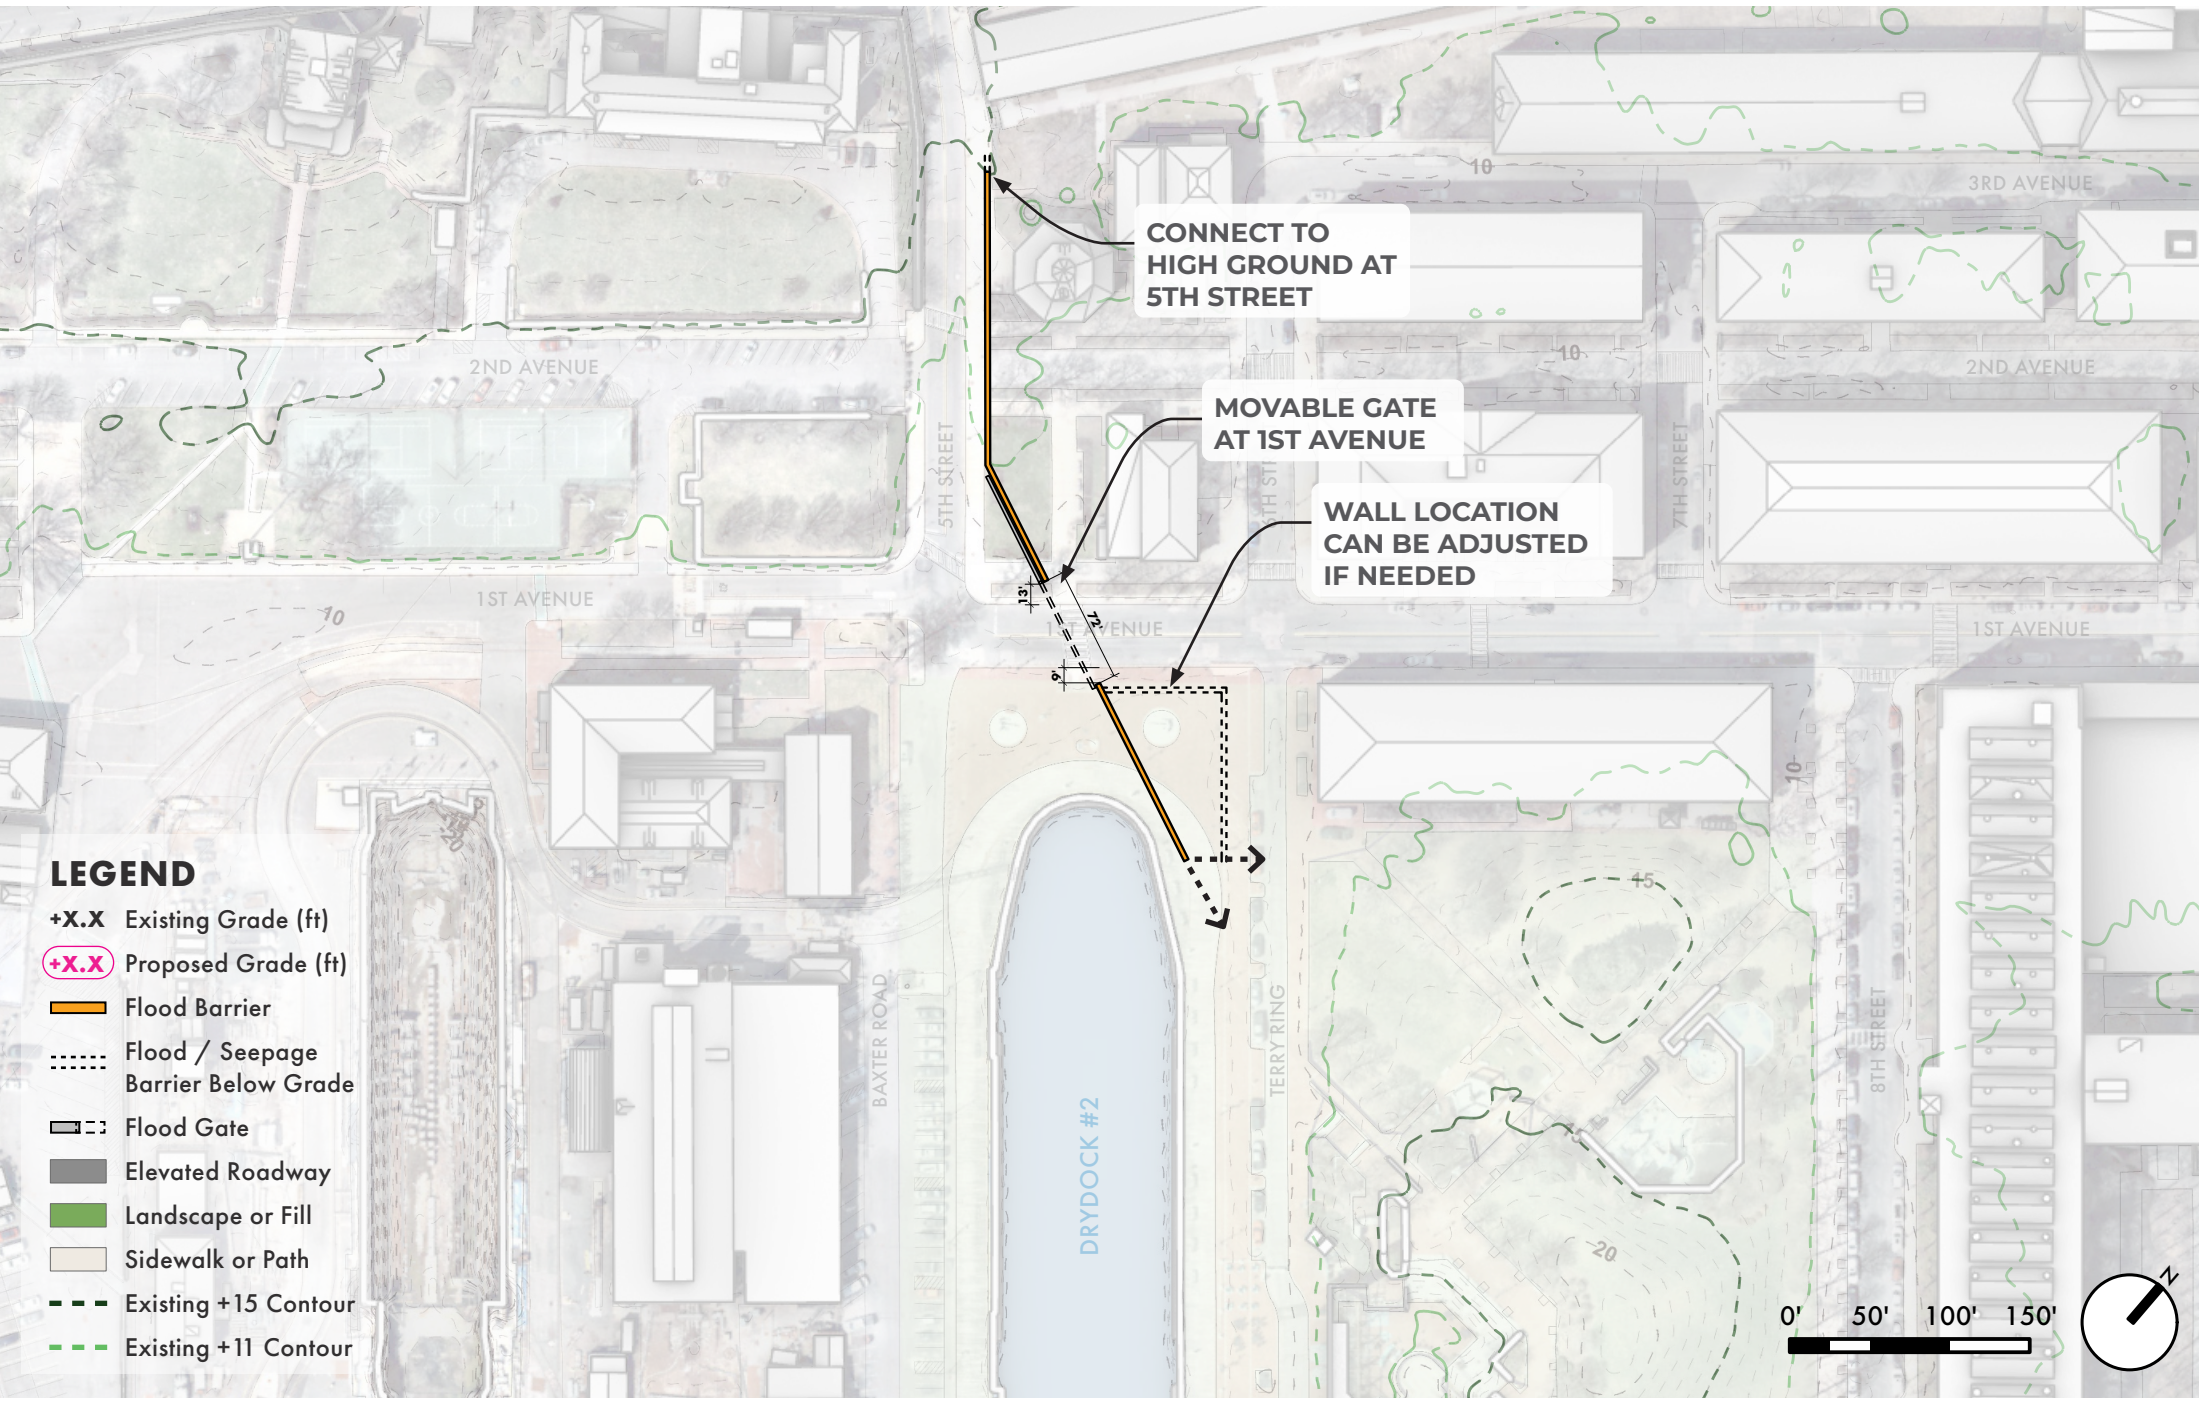 10
3RD AVENUE
CONNECT TO
HIGH GROUND AT
5TH STREET
2ND AVENUE
10
2ND AVENUE
MOVABLE GATE
AT 1ST AVENUE
5TH STREET
7TH STREET
WALL LOCATION
CAN BE ADJUSTED
IF NEEDED
1ST AVENUE
10
13'
72'
1ST AVENUE
1ST AVENUE
9'
10
20
15
LEGEND
+X.X Existing Grade (ft)
+X.X Proposed Grade (ft)
Flood Barrier
Flood / Seepage
Barrier Below Grade
Flood Gate
Elevated Roadway
Landscape or Fill
Sidewalk or Path
Existing +15 Contour
Existing +11 Contour
BAXTER ROAD
DRYDOCK #2
TERRY RING
8TH STREET
15
20
0' 50' 100' 150'
N